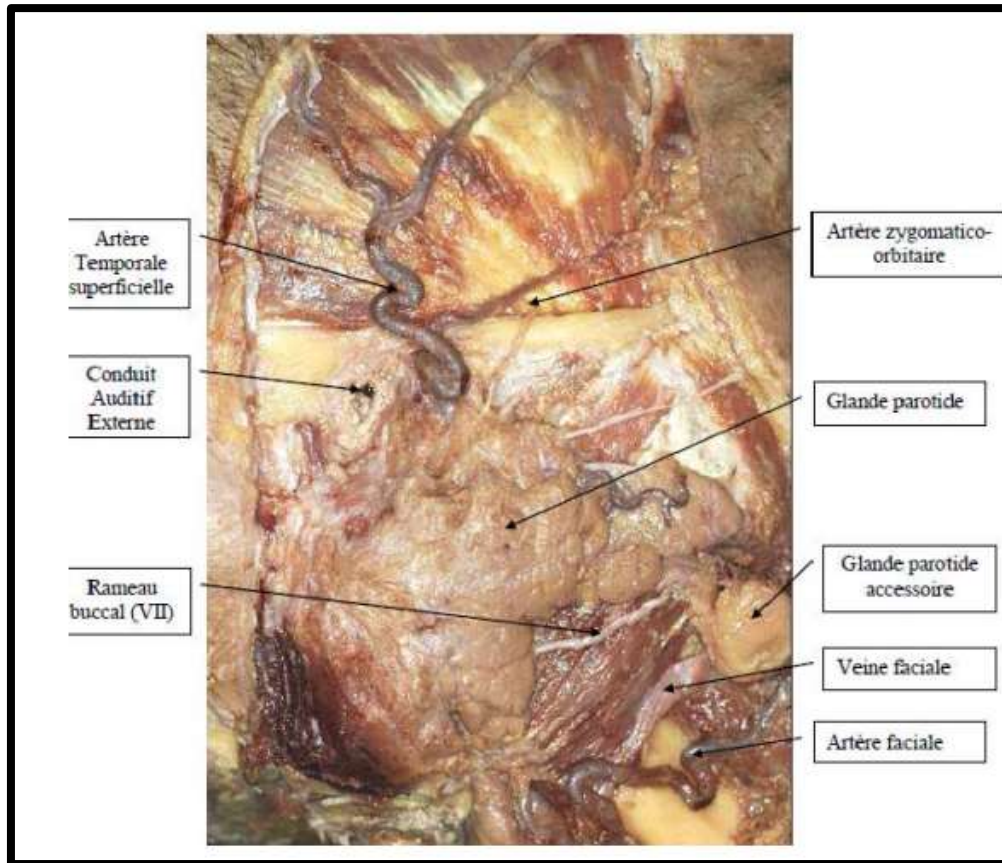 Artère
Temporale
superficielle
Conduit
Auditif
Externe
Rameau
buccal (VII)
Artère zygomatico-
orbitaire
Glande parotide
Glande parotide
accessoire
Veine faciale
Artère faciale